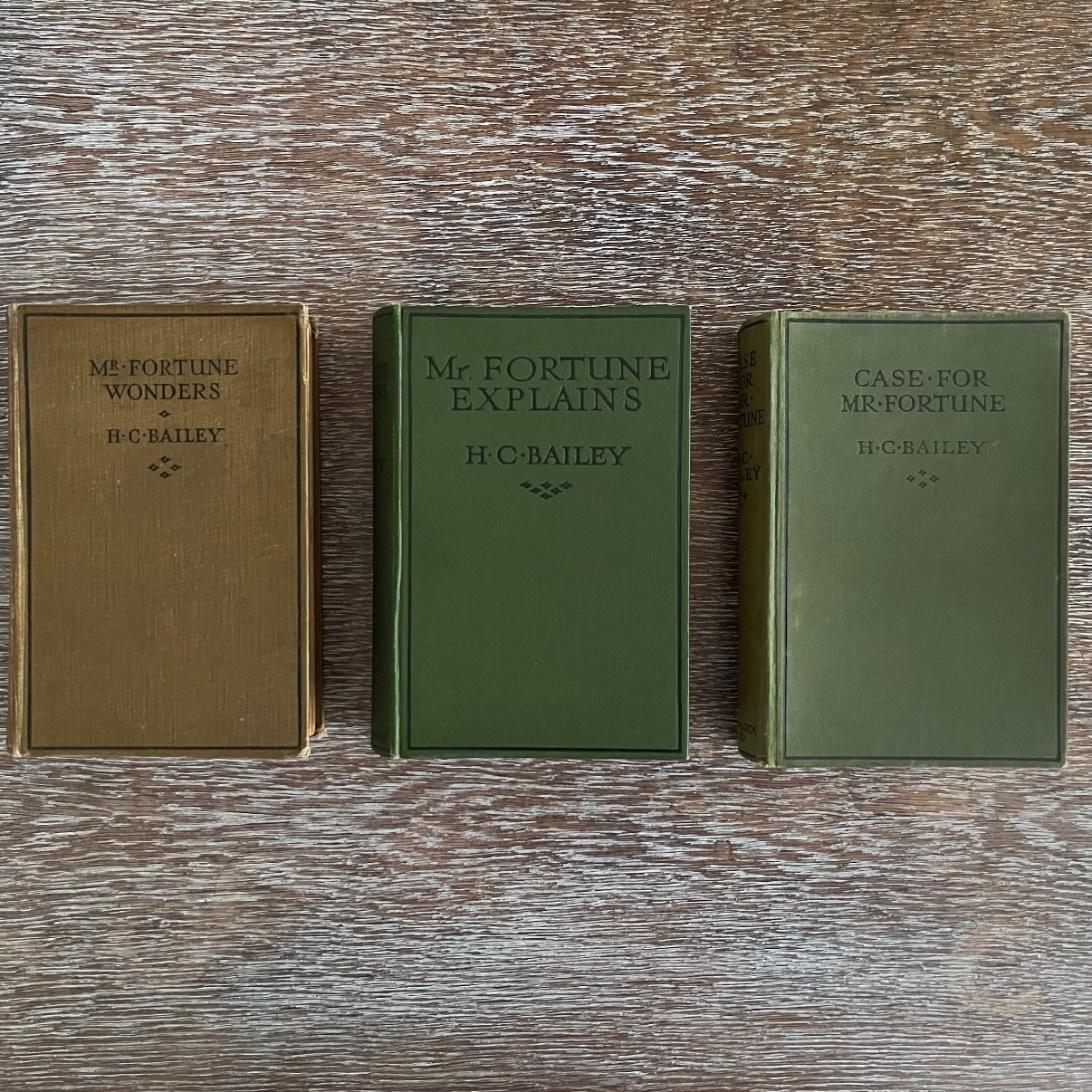 MR·FORTUNE
WONDERS
H·C·BAILEY
Mr. FORTUNE
EXPLAINS
H·C·BAILEY
CASE·FOR
MR·FORTUNE
H·C·BAILEY